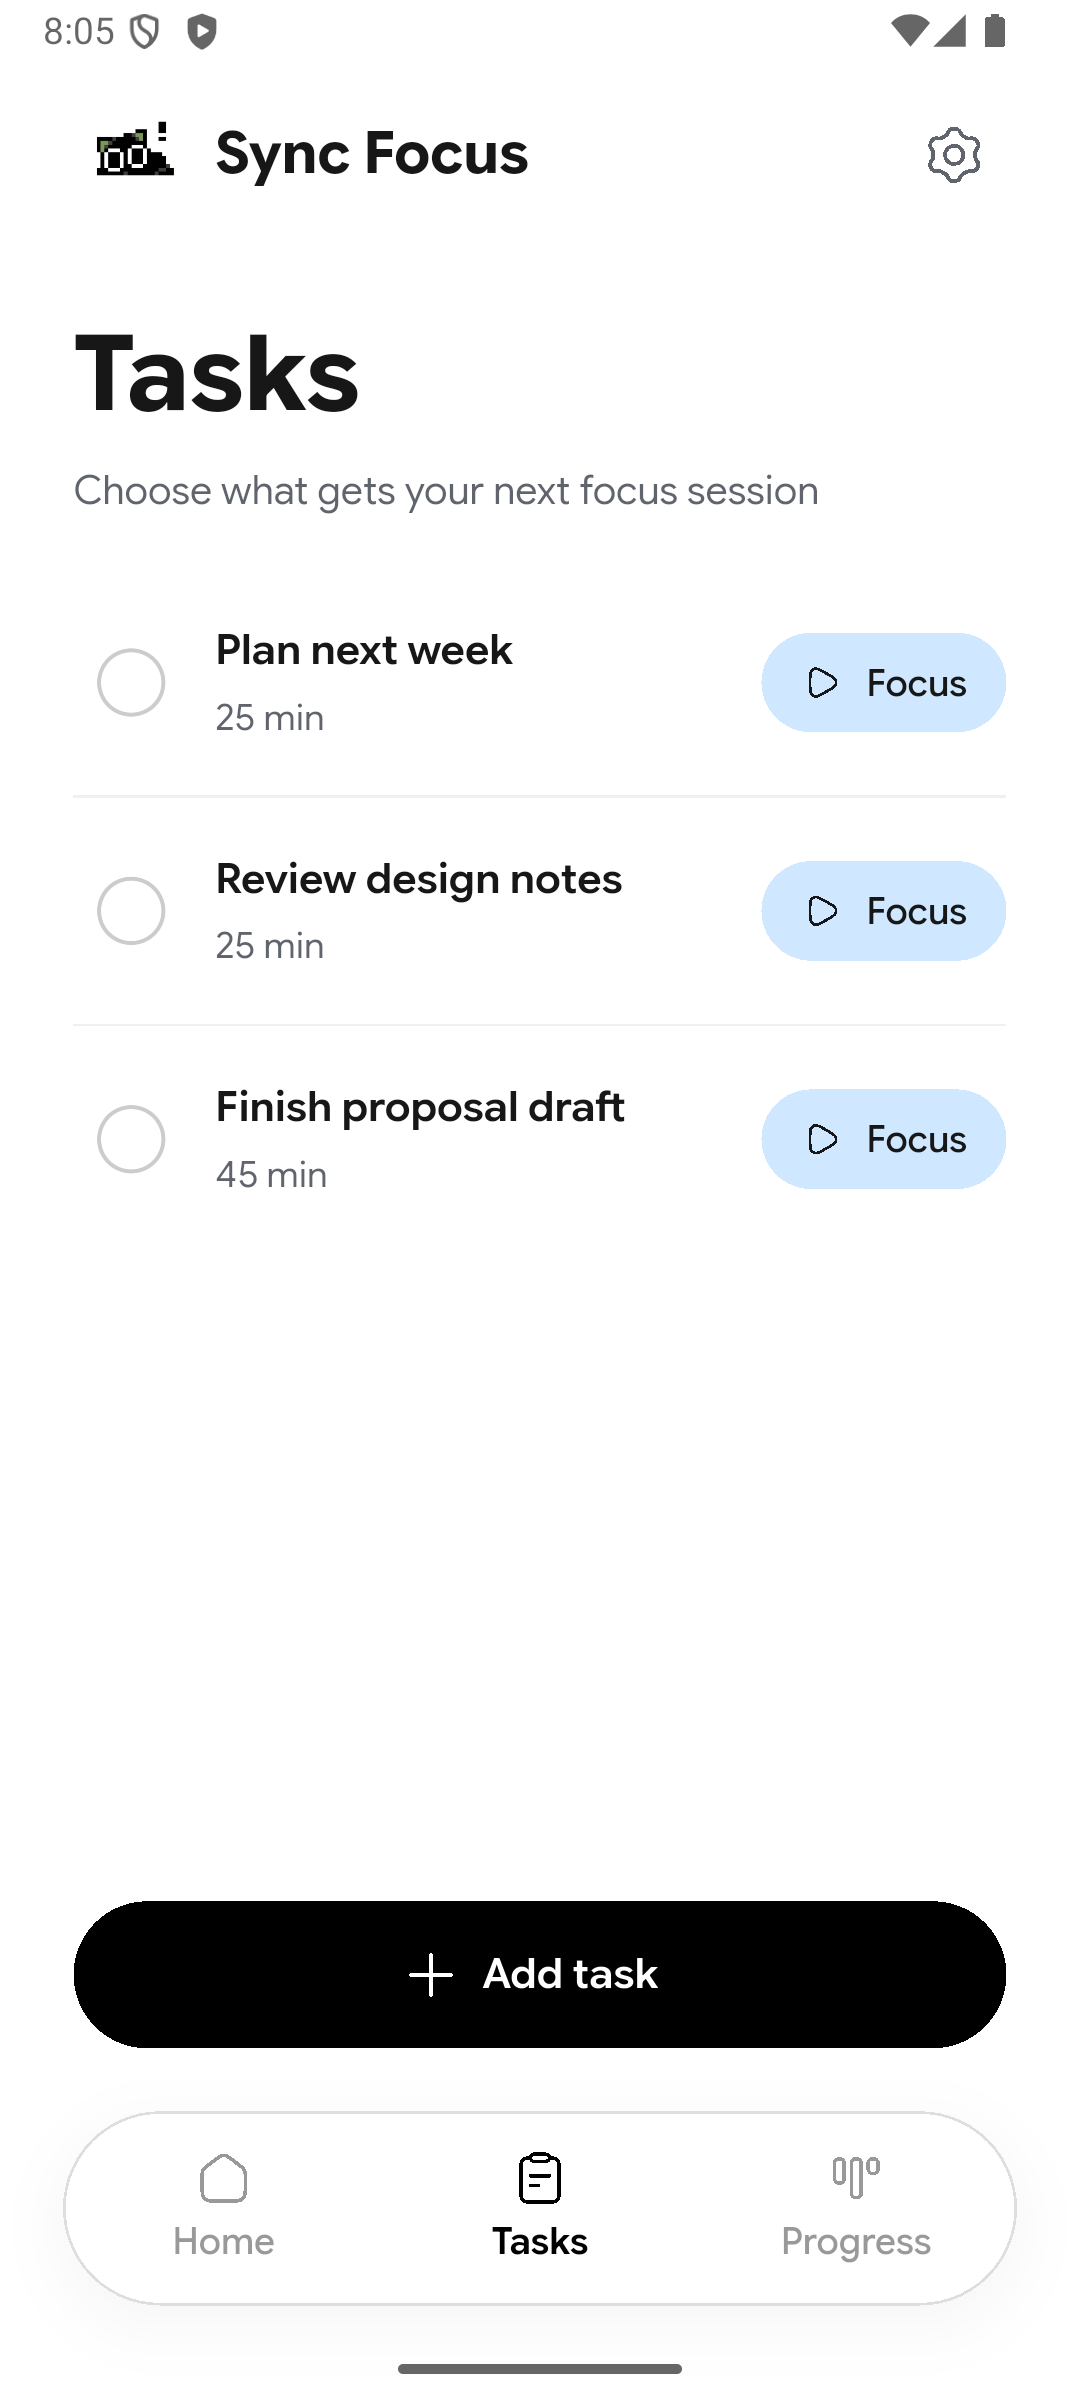 8:05
Sync Focus
Tasks
Choose what gets your next focus session
Plan next week
25 min
Focus
Review design notes
25 min
Focus
Finish proposal draft
45 min
Focus
Add task
Home
Tasks
Progress